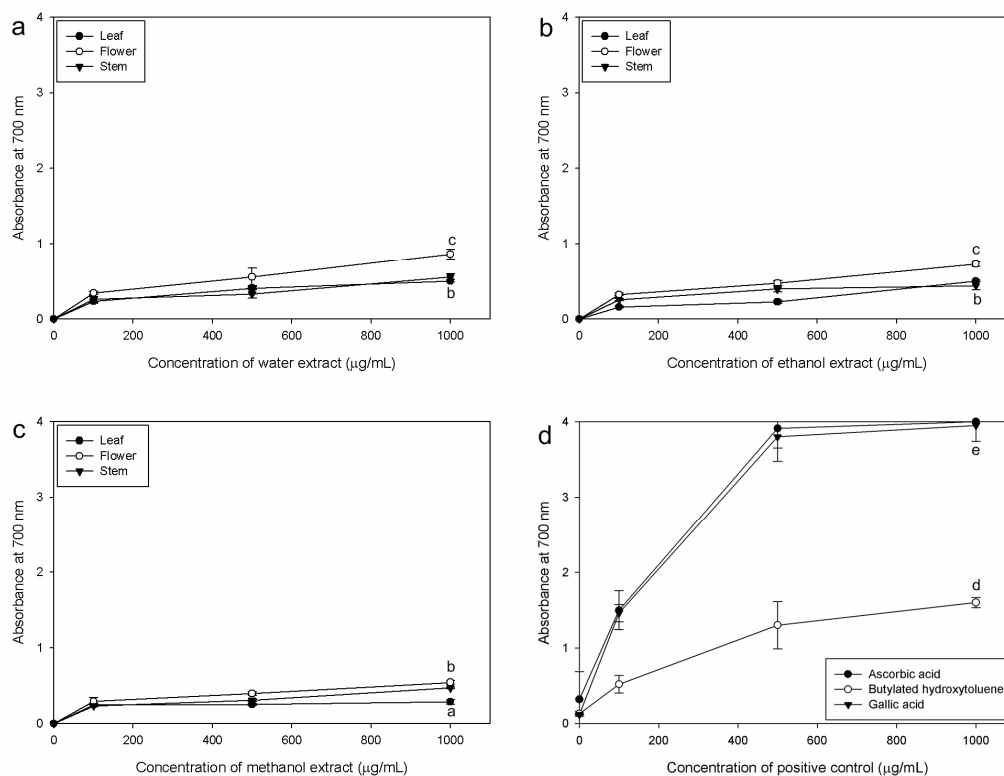 a
Leaf
Flower
Stem
4
3
2
1
0
Absorbance at 700 nm
c
b
0 200 400 600 800 1000
Concentration of water extract (μg/mL)
b
Leaf
Flower
Stem
4
3
2
1
0
Absorbance at 700 nm
c
b
0 200 400 600 800 1000
Concentration of ethanol extract (μg/mL)
c
Leaf
Flower
Stem
4
3
2
1
0
Absorbance at 700 nm
b
a
0 200 400 600 800 1000
Concentration of methanol extract (μg/mL)
d
4
3
2
1
0
Absorbance at 700 nm
e
d
Ascorbic acid
Butylated hydroxytoluene
Gallic acid
0 200 400 600 800 1000
Concentration of positive control (μg/mL)